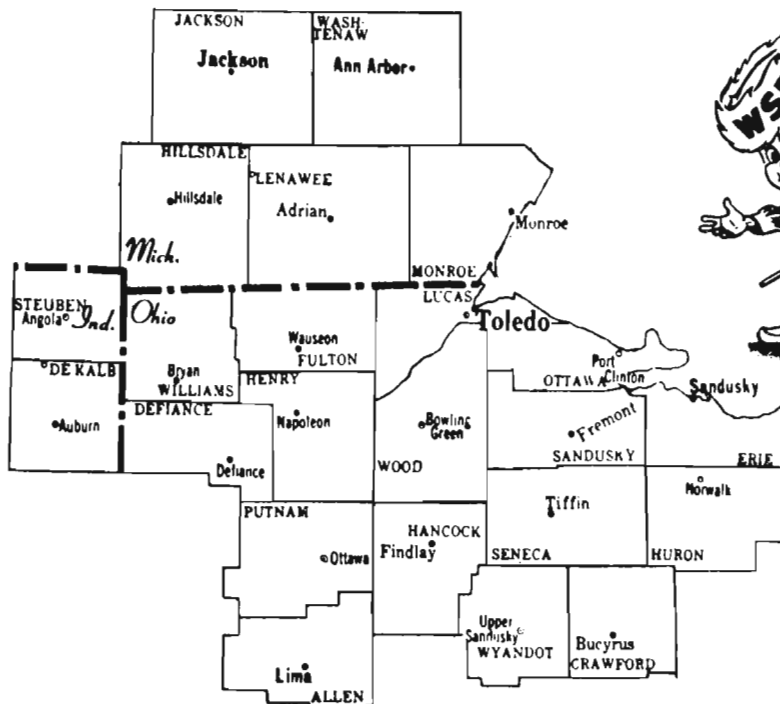 JACKSON
Jackson
WASH-
TENAW
Ann Arbor
HILLSDALE
Hillsdale
LENAWEE
Adrian
Monroe
MONROE
Mich.
STEUBEN
Angola
Ind.
Ohio
LUCAS
Toledo
Wauseon
FULTON
Bryan
WILLIAMS
HENRY
DE KALB
Auburn
DEFIANCE
Defiance
Napoleon
Bowling
Green
WOOD
Port
Clinton
OTTAWA
Sandusky
Fremont
SANDUSKY
ERIE
Norwalk
HURON
Tiffin
SENECA
PUTNAM
Ottawa
HANCOCK
Findlay
Upper
Sandusky
WYANDOT
Bucyrus
CRAWFORD
Lima
ALLEN